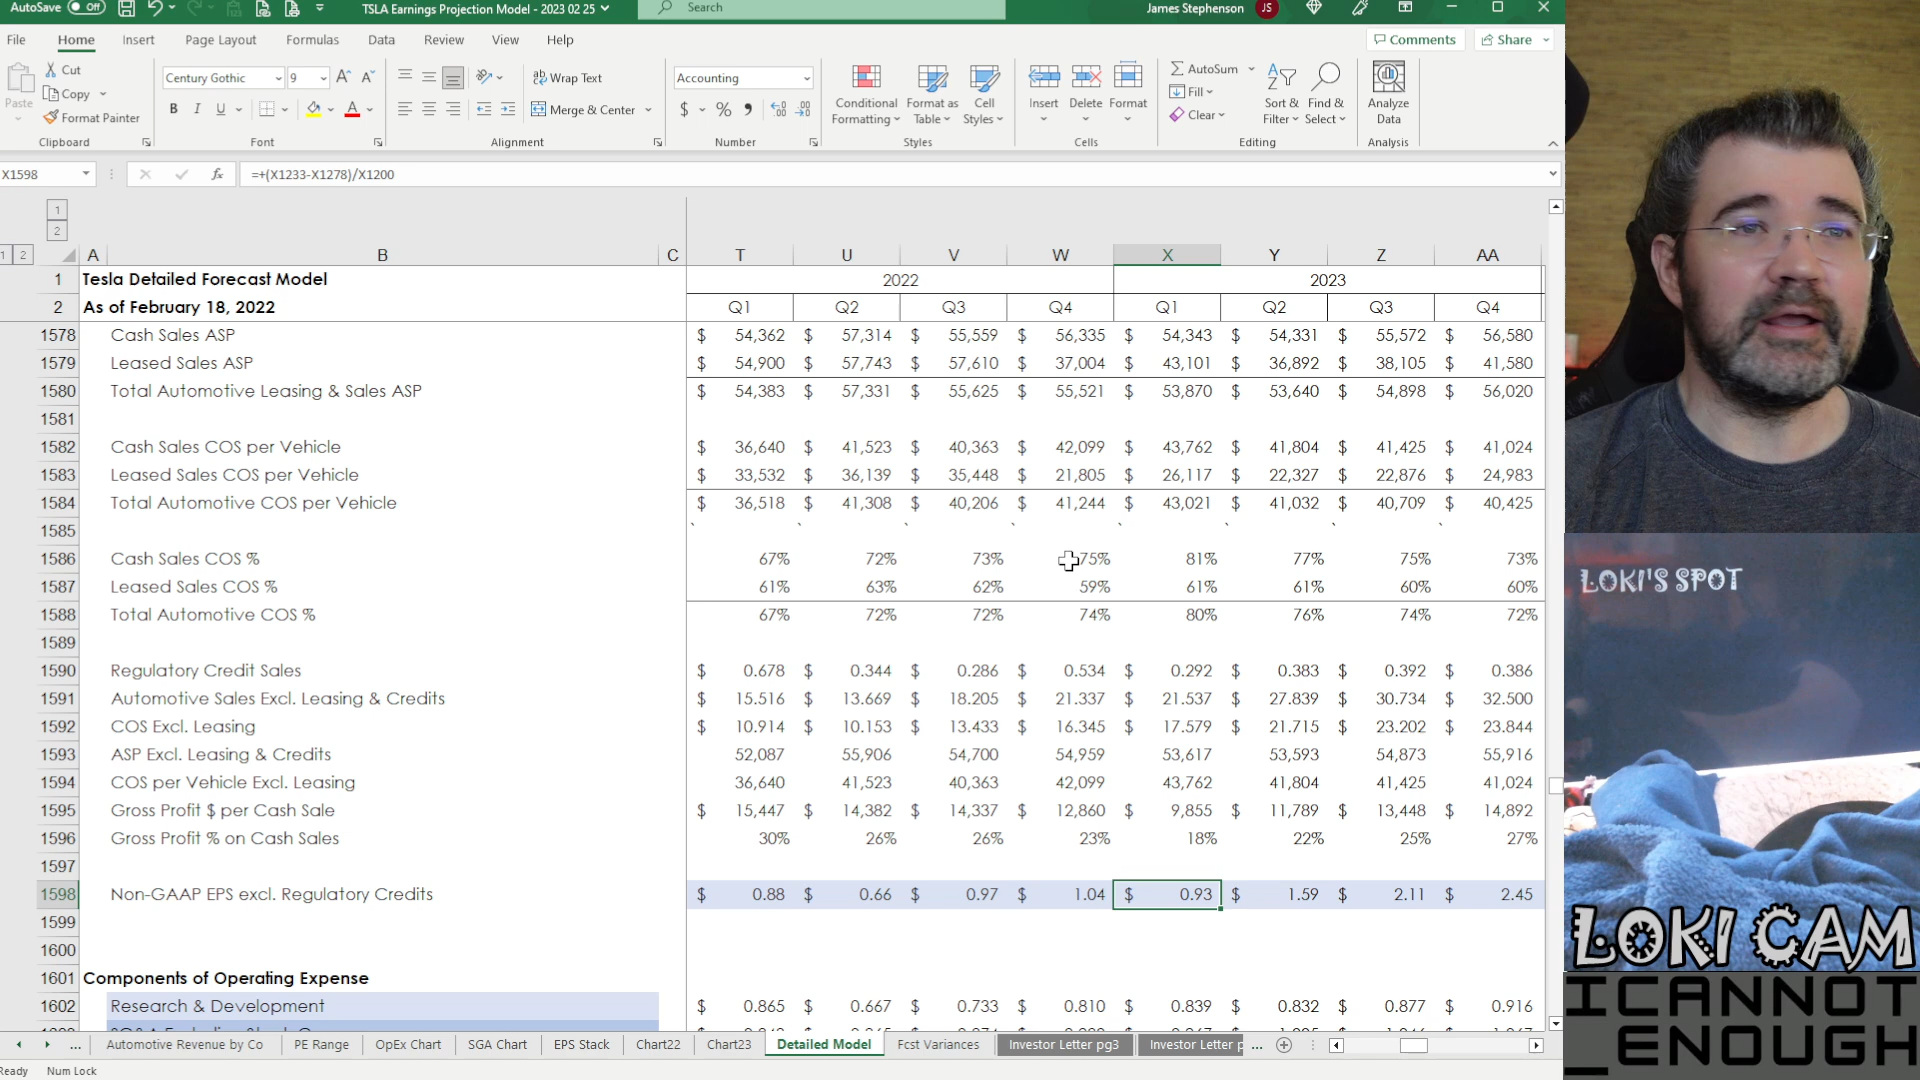 AutoSave Off TSLA Earnings Projection Model - 2023 02 25 Search James Stephenson JS
File Home Insert Page Layout Formulas Data Review View Help Comments Share
Paste Cut Copy Format Painter Clipboard
Century Gothic 9 B I U Font
Wrap Text Merge & Center Alignment
Accounting $ % , Number
Conditional Formatting Format as Table Cell Styles Styles
Insert Delete Format Cells
AutoSum Fill Clear Sort & Filter Find & Select Editing
Analyze Data Analysis
X1598 fx =+(X1233-X1278)/X1200
1
2
1 2 A B C T U V W X Y Z AA
1 Tesla Detailed Forecast Model 2022 2023
2 As of February 18, 2022 Q1 Q2 Q3 Q4 Q1 Q2 Q3 Q4
1578 Cash Sales ASP $ 54,362 $ 57,314 $ 55,559 $ 56,335 $ 54,343 $ 54,331 $ 55,572 $ 56,580
1579 Leased Sales ASP $ 54,900 $ 57,743 $ 57,610 $ 37,004 $ 43,101 $ 36,892 $ 38,105 $ 41,580
1580 Total Automotive Leasing & Sales ASP $ 54,383 $ 57,331 $ 55,625 $ 55,521 $ 53,870 $ 53,640 $ 54,898 $ 56,020
1581
1582 Cash Sales COS per Vehicle $ 36,640 $ 41,523 $ 40,363 $ 42,099 $ 43,762 $ 41,804 $ 41,425 $ 41,024
1583 Leased Sales COS per Vehicle $ 33,532 $ 36,139 $ 35,448 $ 21,805 $ 26,117 $ 22,327 $ 22,876 $ 24,983
1584 Total Automotive COS per Vehicle $ 36,518 $ 41,308 $ 40,206 $ 41,244 $ 43,021 $ 41,032 $ 40,709 $ 40,425
1585 ` ` ` ` ` ` ` `
1586 Cash Sales COS % 67% 72% 73% 75% 81% 77% 75% 73%
1587 Leased Sales COS % 61% 63% 62% 59% 61% 61% 60% 60%
1588 Total Automotive COS % 67% 72% 72% 74% 80% 76% 74% 72%
1589
1590 Regulatory Credit Sales $ 0.678 $ 0.344 $ 0.286 $ 0.534 $ 0.292 $ 0.383 $ 0.392 $ 0.386
1591 Automotive Sales Excl. Leasing & Credits $ 15.516 $ 13.669 $ 18.205 $ 21.337 $ 21.537 $ 27.839 $ 30.734 $ 32.500
1592 COS Excl. Leasing $ 10.914 $ 10.153 $ 13.433 $ 16.345 $ 17.579 $ 21.715 $ 23.202 $ 23.844
1593 ASP Excl. Leasing & Credits 52,087 55,906 54,700 54,959 53,617 53,593 54,873 55,916
1594 COS per Vehicle Excl. Leasing 36,640 41,523 40,363 42,099 43,762 41,804 41,425 41,024
1595 Gross Profit $ per Cash Sale $ 15,447 $ 14,382 $ 14,337 $ 12,860 $ 9,855 $ 11,789 $ 13,448 $ 14,892
1596 Gross Profit % on Cash Sales 30% 26% 26% 23% 18% 22% 25% 27%
1597
1598 Non-GAAP EPS excl. Regulatory Credits $ 0.88 $ 0.66 $ 0.97 $ 1.04 $ 0.93 $ 1.59 $ 2.11 $ 2.45
1599
1600
1601 Components of Operating Expense
1602 Research & Development $ 0.865 $ 0.667 $ 0.733 $ 0.810 $ 0.839 $ 0.832 $ 0.877 $ 0.916
... Automotive Revenue by Co PE Range OpEx Chart SGA Chart EPS Stack Chart22 Chart23 Detailed Model Fcst Variances Investor Letter pg3 Investor Letter p ...
Ready Num Lock
LOKI'S SPOT
LOKI CAM
ICANNOT
_ENOUGH